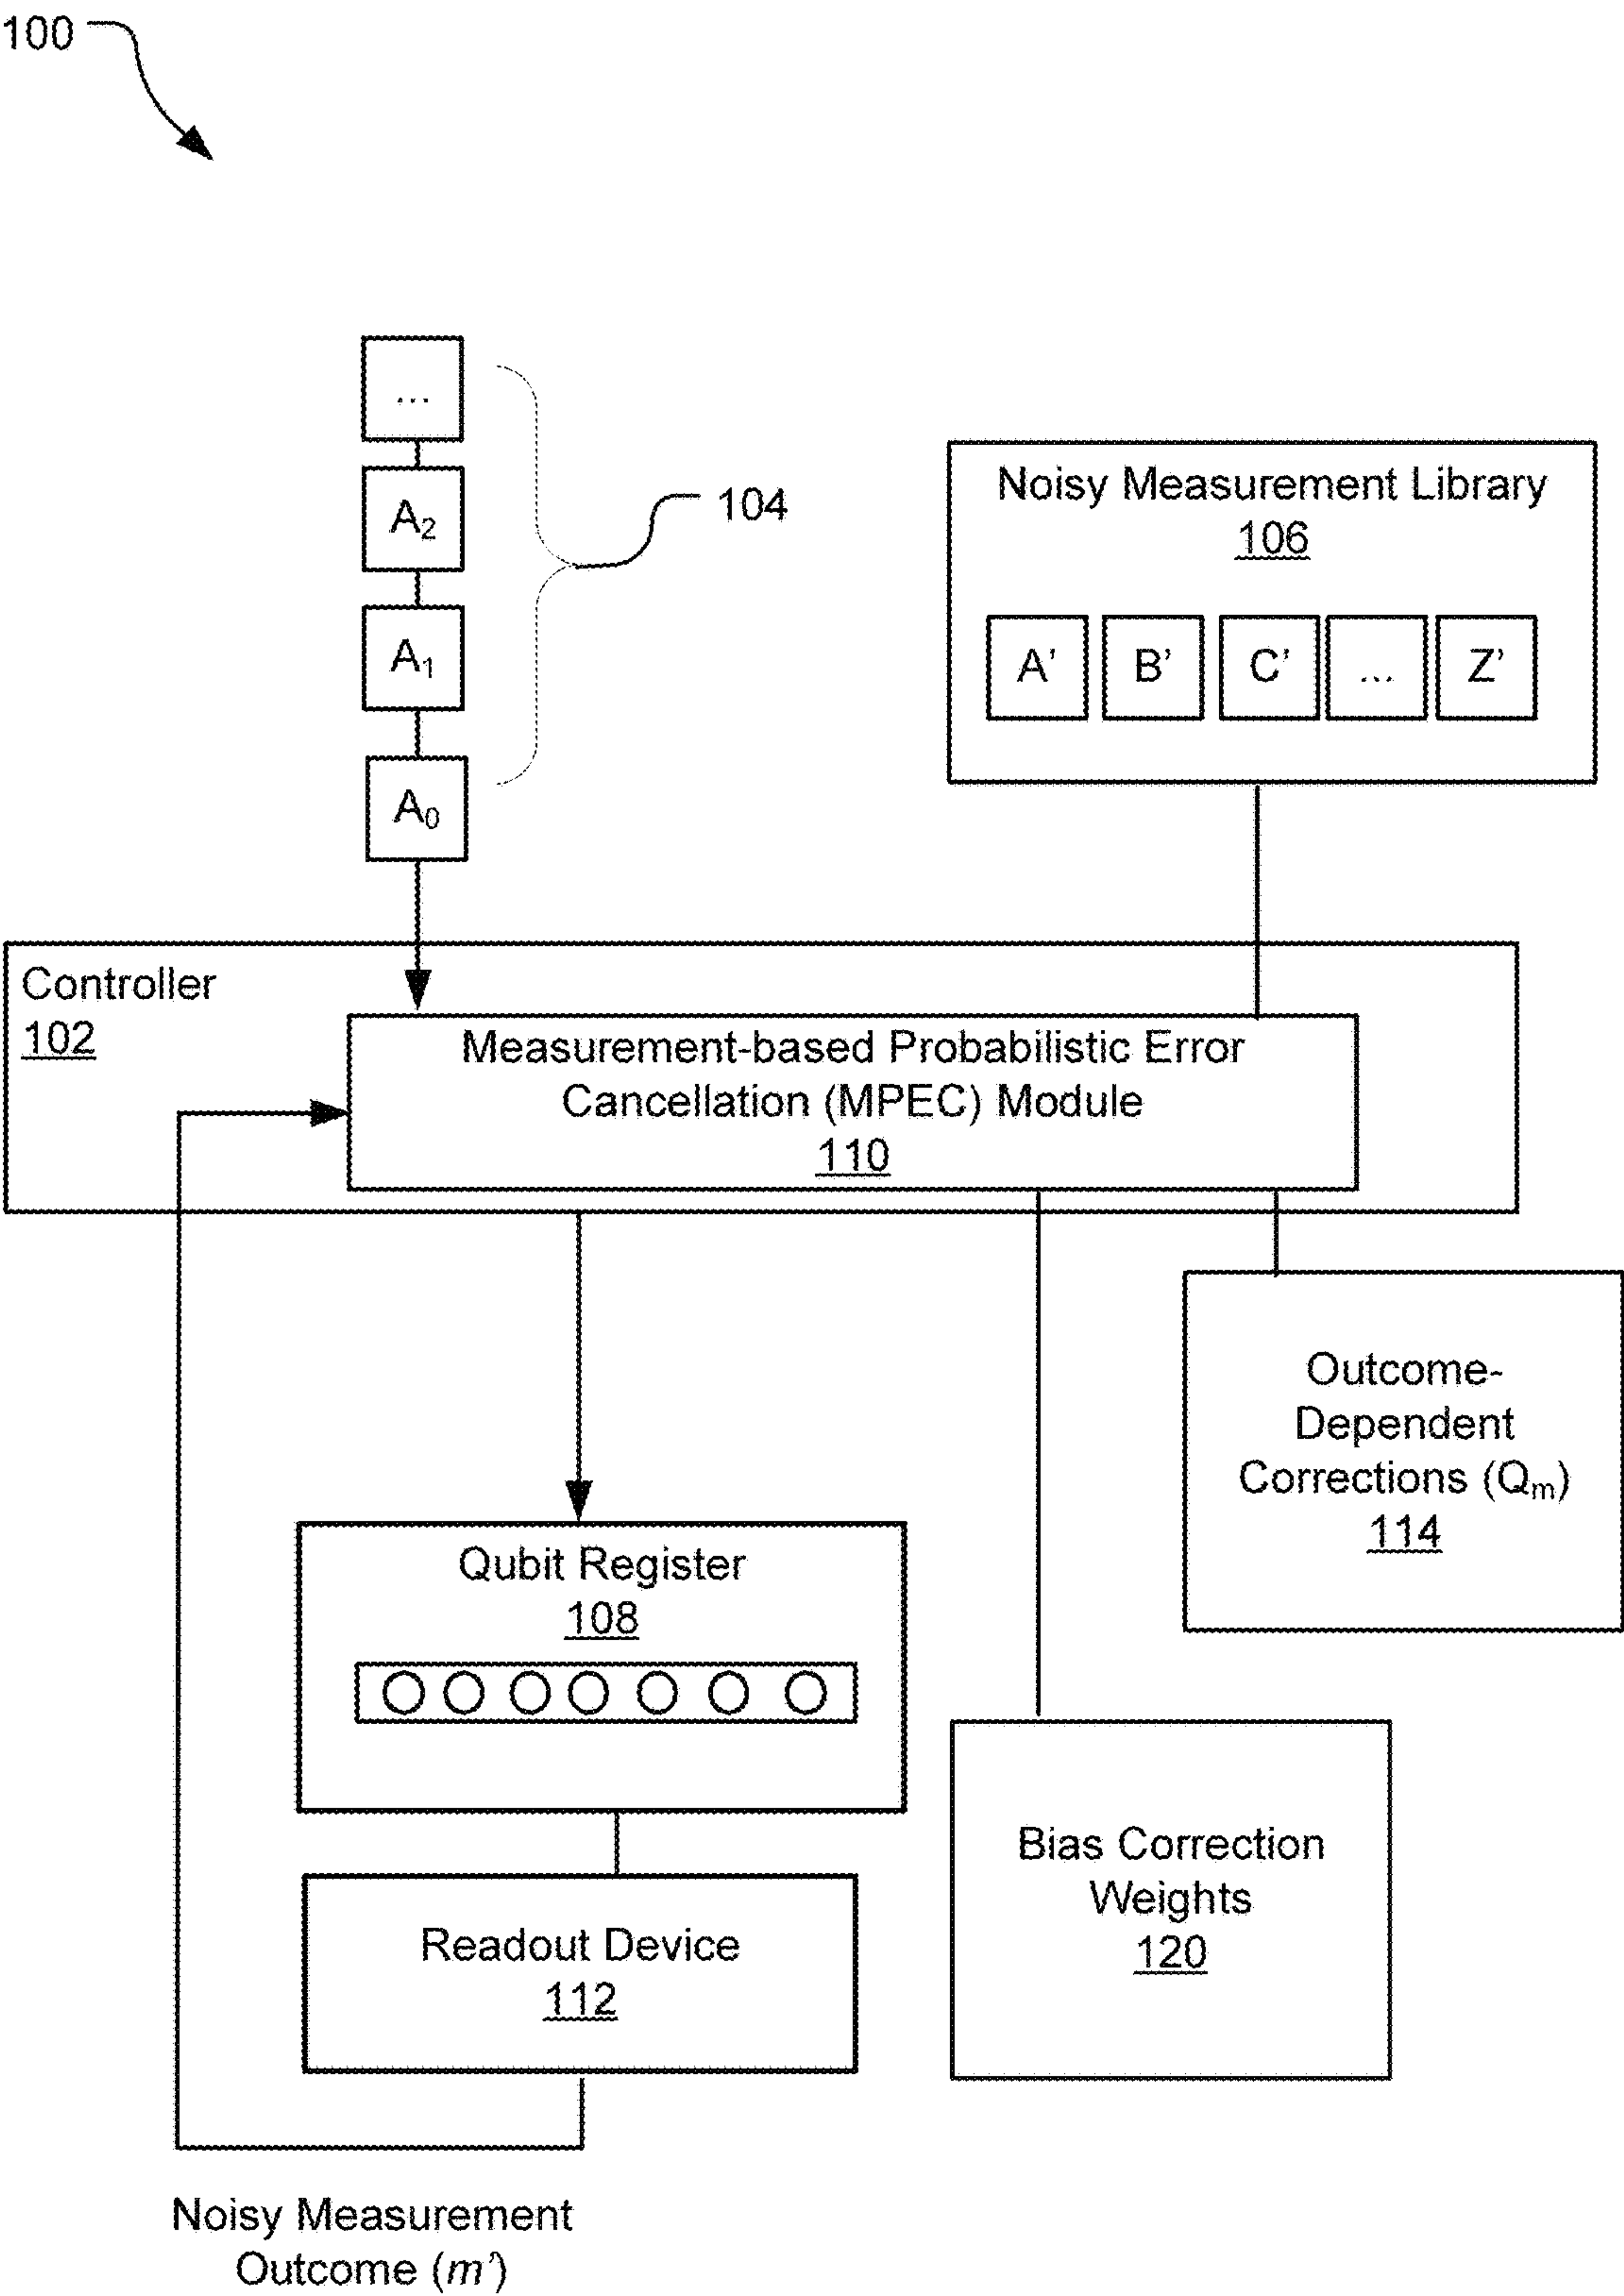 100
...
A₂
104
A₁
A₀
Noisy Measurement Library
106
A’ B’ C’ ... Z’
Controller
102
Measurement-based Probabilistic Error
Cancellation (MPEC) Module
110
Outcome-
Dependent
Corrections (Qₘ)
114
Qubit Register
108
Bias Correction
Weights
120
Readout Device
112
Noisy Measurement
Outcome (m’)